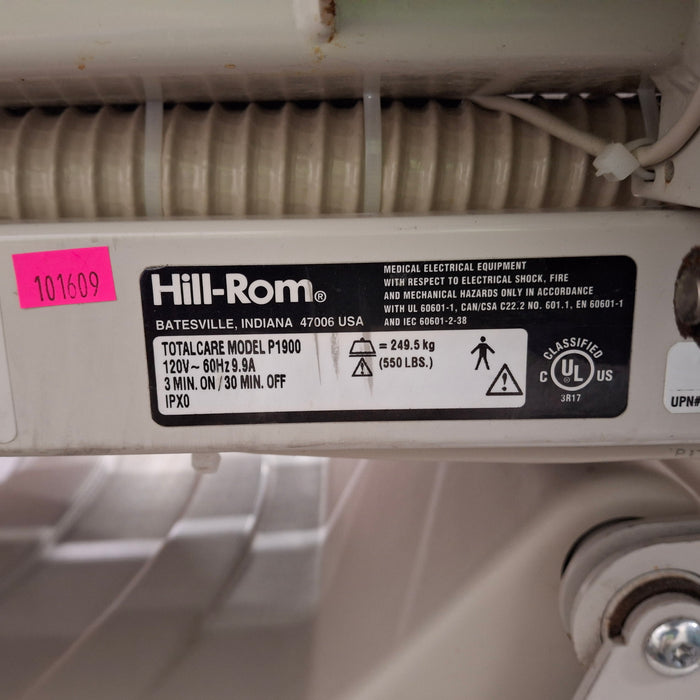 101609
Hill-Rom®
BATESVILLE, INDIANA 47006 USA
MEDICAL ELECTRICAL EQUIPMENT
WITH RESPECT TO ELECTRICAL SHOCK, FIRE
AND MECHANICAL HAZARDS ONLY IN ACCORDANCE
WITH UL 60601-1, CAN/CSA C22.2 NO. 601.1, EN 60601-1
AND IEC 60601-2-38
TOTALCARE MODEL P1900
120V~ 60Hz 9.9A
3 MIN. ON / 30 MIN. OFF
IPX0
= 249.5 kg
(550 LBS.)
CLASSIFIED
C UL US
3R17
UPN#